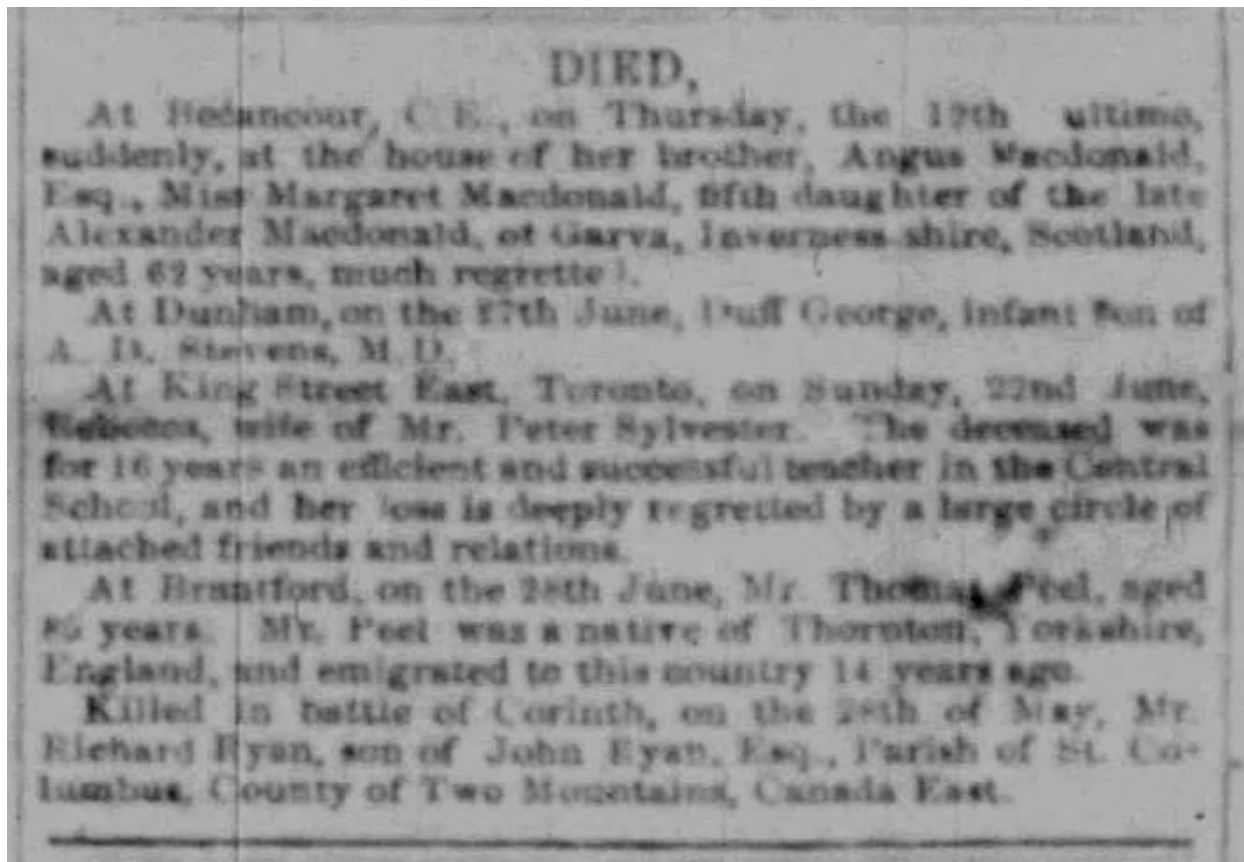 DIED,
At Becancour, C. E., on Thursday, the 19th ultimo,
suddenly, at the house of her brother, Angus Macdonald,
Esq., Miss Margaret Macdonald, fifth daughter of the late
Alexander Macdonald, of Garva, Inverness-shire, Scotland,
aged 62 years, much regretted.
At Dunham, on the 27th June, Duff George, infant son of
A. D. Stevens, M.D.
At King Street East, Toronto, on Sunday, 22nd June,
Rebecca, wife of Mr. Peter Sylvester. The deceased was
for 16 years an efficient and successful teacher in the Central
School, and her loss is deeply regretted by a large circle of
attached friends and relations.
At Brantford, on the 28th June, Mr. Thomas Peel, aged
years. Mr. Peel was a native of Thornton, Yorkshire,
England, and emigrated to this country 14 years ago.
Killed in battle of Corinth, on the 28th of May, Mr.
Richard Ryan, son of John Ryan, Esq., Parish of St. Co-
lumbus, County of Two Mountains, Canada East.